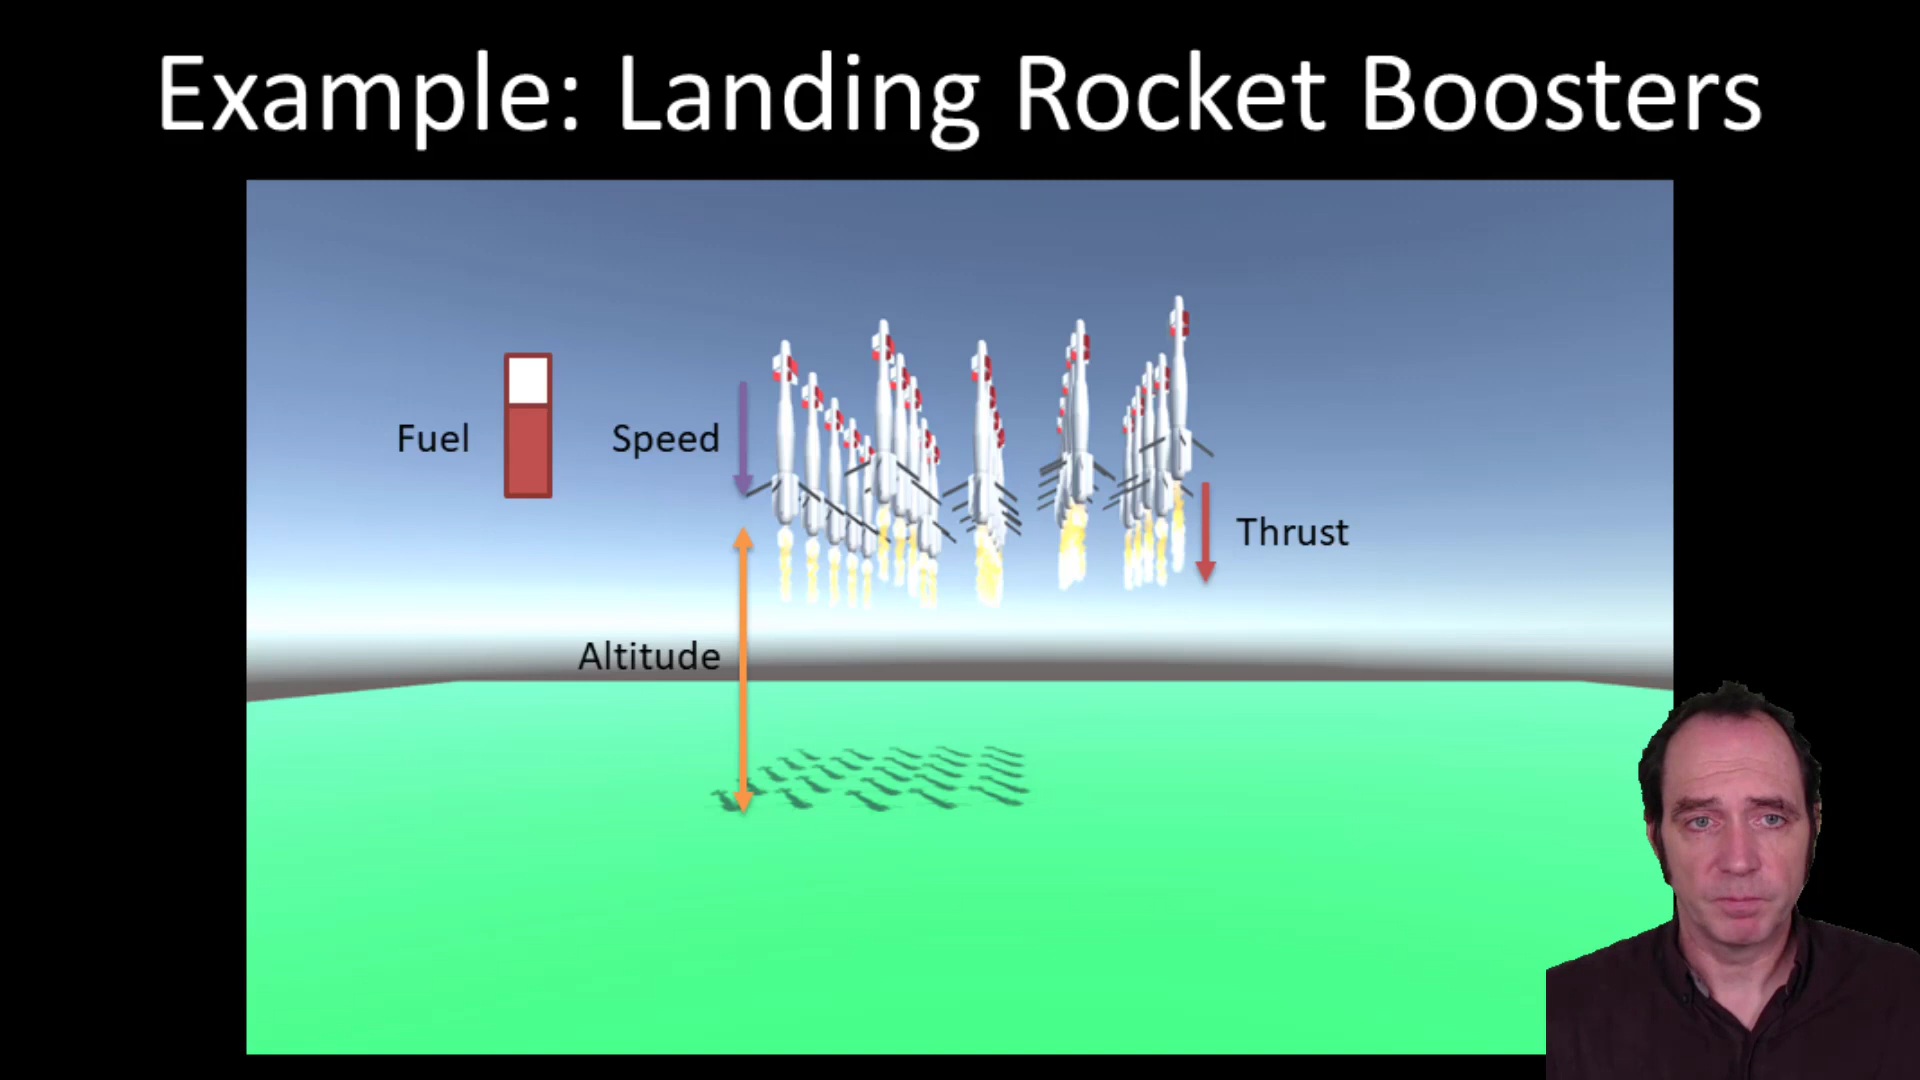 Example: Landing Rocket Boosters
Fuel
Speed
Thrust
Altitude